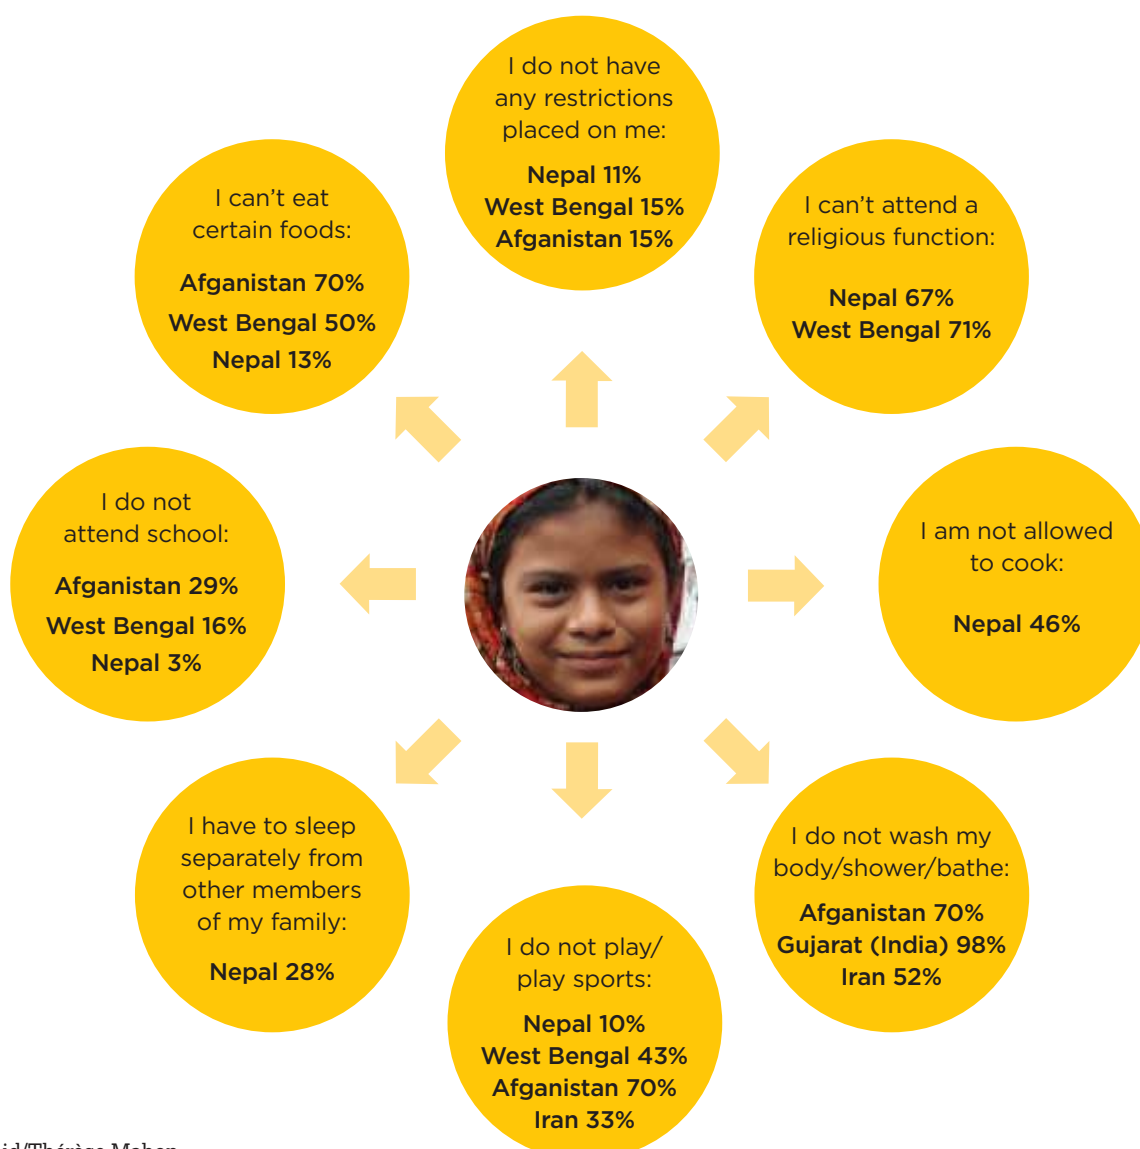 I do not have
any restrictions
placed on me:
Nepal 11%
West Bengal 15%
Afganistan 15%
I can't attend a
religious function:
Nepal 67%
West Bengal 71%
I am not allowed
to cook:
Nepal 46%
I do not wash my
body/shower/bathe:
Afganistan 70%
Gujarat (India) 98%
Iran 52%
I do not play/
play sports:
Nepal 10%
West Bengal 43%
Afganistan 70%
Iran 33%
I have to sleep
separately from
other members
of my family:
Nepal 28%
I do not
attend school:
Afganistan 29%
West Bengal 16%
Nepal 3%
I can't eat
certain foods:
Afganistan 70%
West Bengal 50%
Nepal 13%